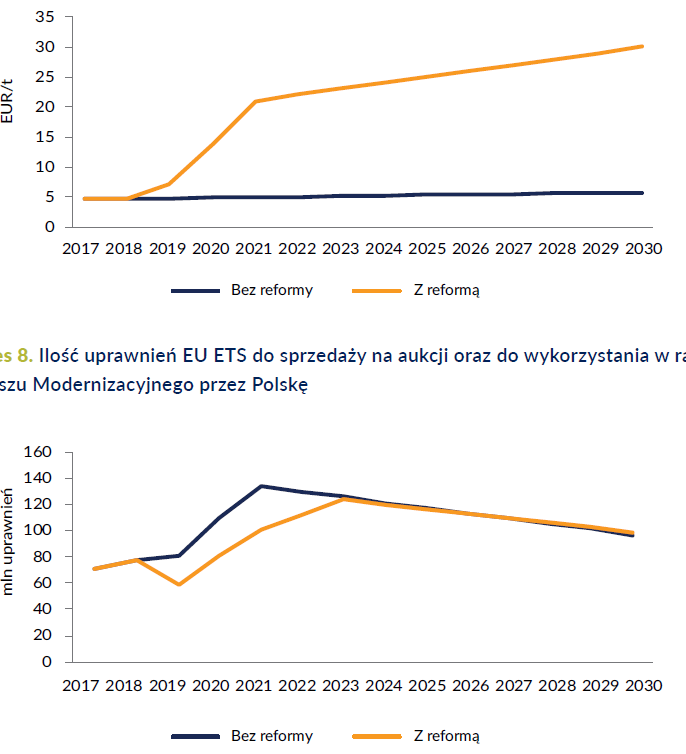 35
30
25
20
15
10
5
0
EUR/t
2017 2018 2019 2020 2021 2022 2023 2024 2025 2026 2027 2028 2029 2030
Bez reformy Z reformą
es 8. Ilość uprawnień EU ETS do sprzedaży na aukcji oraz do wykorzystania w ra
szu Modernizacyjnego przez Polskę
160
140
120
100
80
60
40
20
0
mln uprawnień
2017 2018 2019 2020 2021 2022 2023 2024 2025 2026 2027 2028 2029 2030
Bez reformy Z reformą